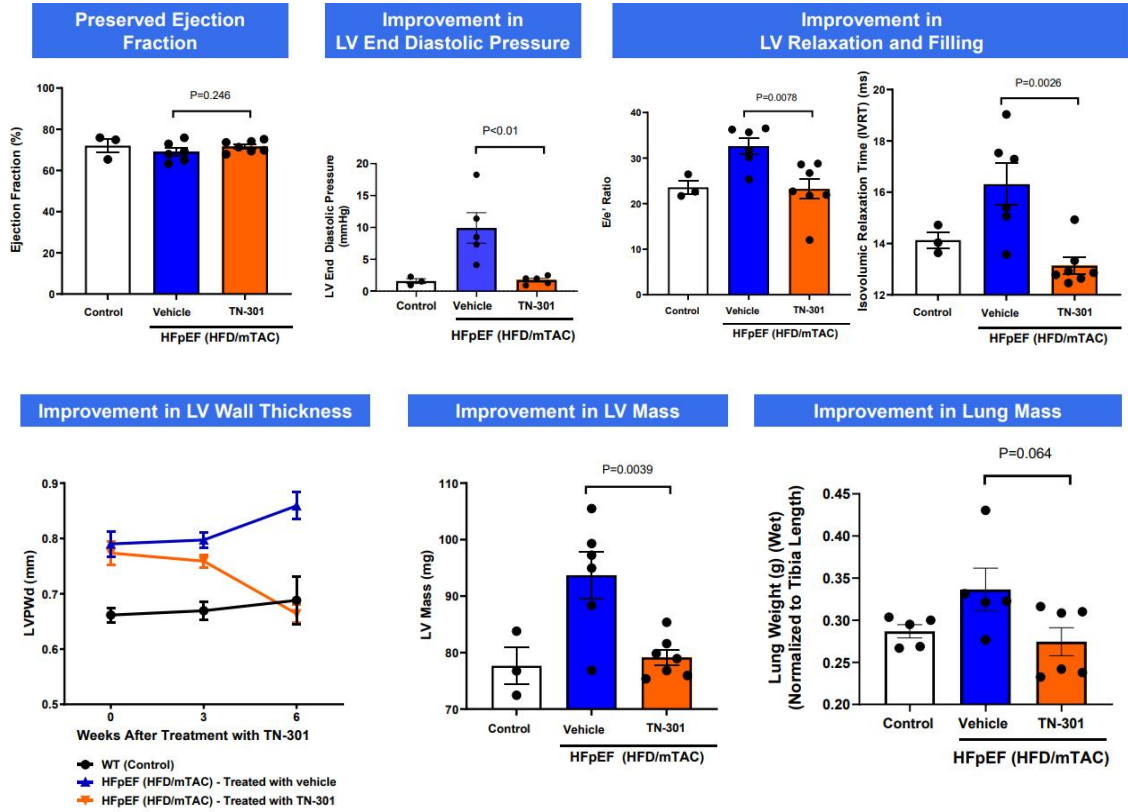 Preserved Ejection
Fraction
Improvement in
LV End Diastolic Pressure
Improvement in
LV Relaxation and Filling
Ejection Fraction (%)
100
80
60
40
20
0
P=0.246
Control
Vehicle
TN-301
HFpEF (HFD/mTAC)
LV End Diastolic Pressure
(mmHg)
20
15
10
5
0
P<0.01
Control
Vehicle
TN-301
HFpEF (HFD/mTAC)
E/e' Ratio
40
30
20
10
0
P=0.0078
Control
Vehicle
TN-301
HFpEF (HFD/mTAC)
Isovolumic Relaxation Time (IVRT) (ms)
20
18
16
14
12
P=0.0026
Control
Vehicle
TN-301
HFpEF (HFD/mTAC)
Improvement in LV Wall Thickness
Improvement in LV Mass
Improvement in Lung Mass
LVPWd (mm)
0.9
0.8
0.7
0.6
0.5
0
3
6
Weeks After Treatment with TN-301
WT (Control)
HFpEF (HFD/mTAC) - Treated with vehicle
HFpEF (HFD/mTAC) - Treated with TN-301
LV Mass (mg)
110
100
90
80
70
P=0.0039
Control
Vehicle
TN-301
HFpEF (HFD/mTAC)
Lung Weight (g) (Wet)
(Normalized to Tibia Length)
0.45
0.40
0.35
0.30
0.25
0.20
P=0.064
Control
Vehicle
TN-301
HFpEF (HFD/mTAC)